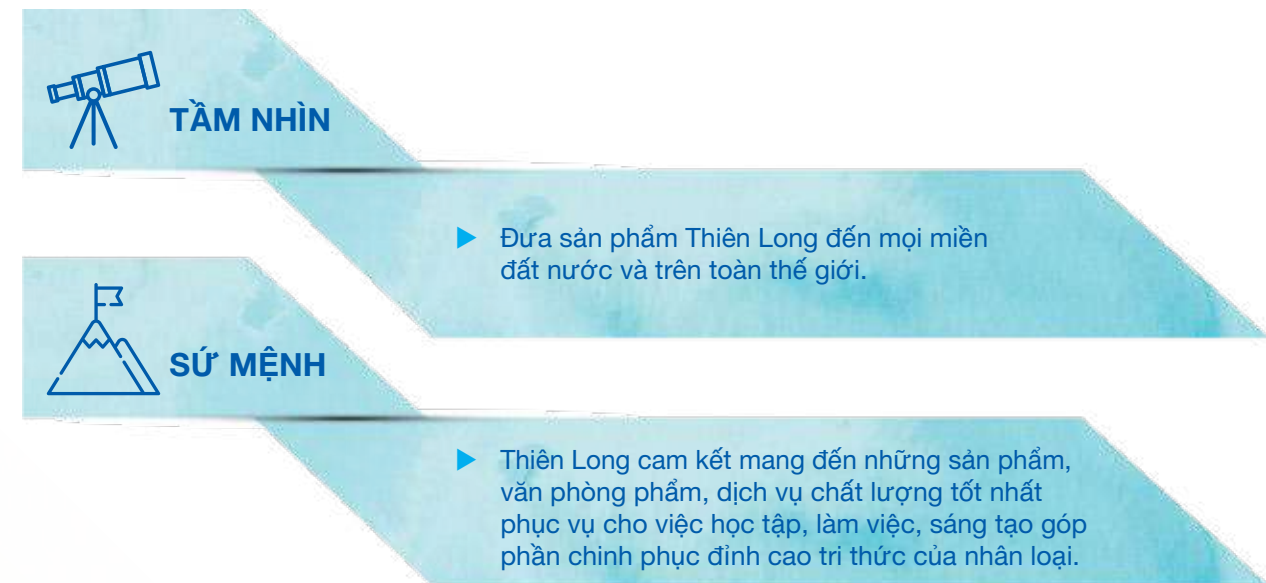 TẦM NHÌN
Đưa sản phẩm Thiên Long đến mọi miền
đất nước và trên toàn thế giới.
SỨ MỆNH
Thiên Long cam kết mang đến những sản phẩm,
văn phòng phẩm, dịch vụ chất lượng tốt nhất
phục vụ cho việc học tập, làm việc, sáng tạo góp
phần chinh phục đỉnh cao tri thức của nhân loại.